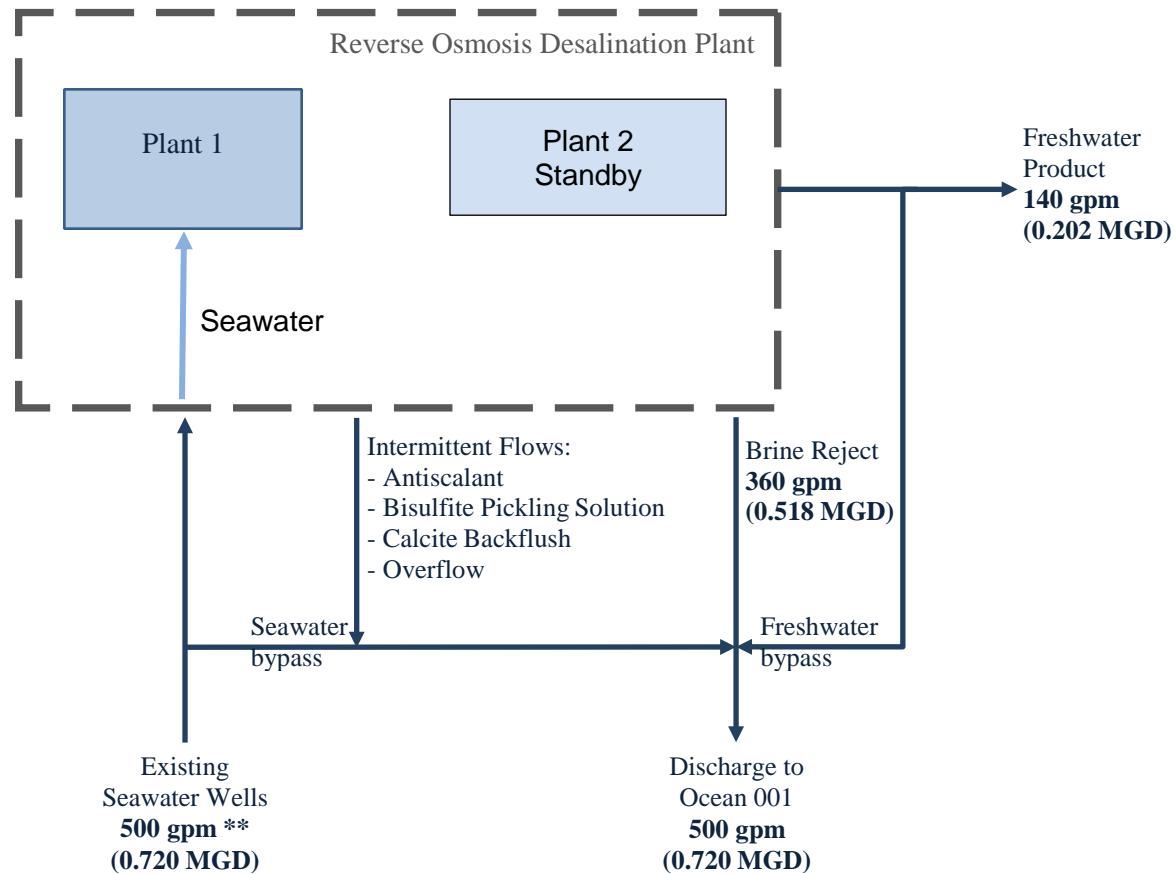 Reverse Osmosis Desalination Plant
Plant 1
Plant 2
Standby
Freshwater
Product
140 gpm
(0.202 MGD)
Seawater
Intermittent Flows:
- Antiscalant
- Bisulfite Pickling Solution
- Calcite Backflush
- Overflow
Brine Reject
360 gpm
(0.518 MGD)
Seawater
bypass
Freshwater
bypass
Existing
Seawater Wells
500 gpm **
(0.720 MGD)
Discharge to
Ocean 001
500 gpm
(0.720 MGD)